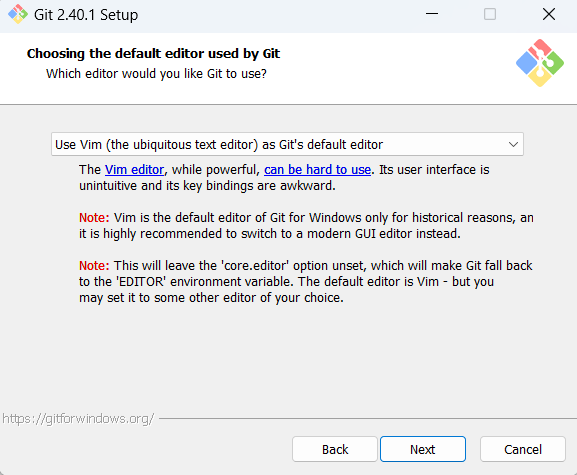 Git 2.40.1 Setup
Choosing the default editor used by Git
Which editor would you like Git to use?
Use Vim (the ubiquitous text editor) as Git's default editor
The Vim editor, while powerful, can be hard to use. Its user interface is
unintuitive and its key bindings are awkward.
Note: Vim is the default editor of Git for Windows only for historical reasons, an
it is highly recommended to switch to a modern GUI editor instead.
Note: This will leave the 'core.editor' option unset, which will make Git fall back
to the 'EDITOR' environment variable. The default editor is Vim - but you
may set it to some other editor of your choice.
https://gitforwindows.org/
Back
Next
Cancel